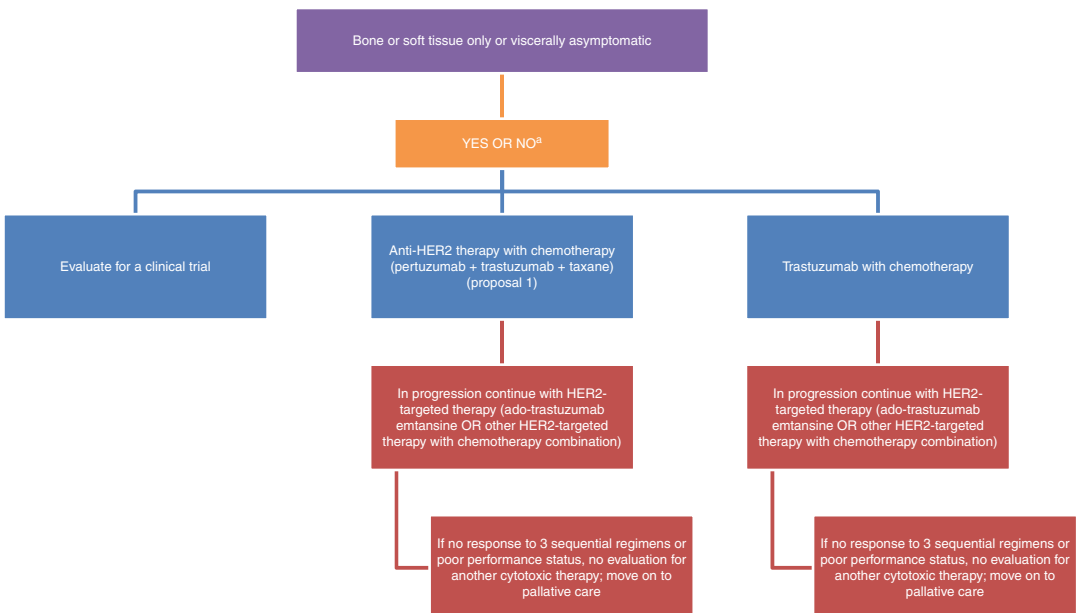 Bone or soft tissue only or viscerally asymptomatic
YES OR NOᵃ
Evaluate for a clinical trial
Anti-HER2 therapy with chemotherapy
(pertuzumab + trastuzumab + taxane)
(proposal 1)
Trastuzumab with chemotherapy
In progression continue with HER2-
targeted therapy (ado-trastuzumab
emtansine OR other HER2-targeted
therapy with chemotherapy combination)
In progression continue with HER2-
targeted therapy (ado-trastuzumab
emtansine OR other HER2-targeted
therapy with chemotherapy combination)
If no response to 3 sequential regimens or
poor performance status, no evaluation for
another cytotoxic therapy; move on to
pallative care
If no response to 3 sequential regimens or
poor performance status, no evaluation for
another cytotoxic therapy; move on to
pallative care